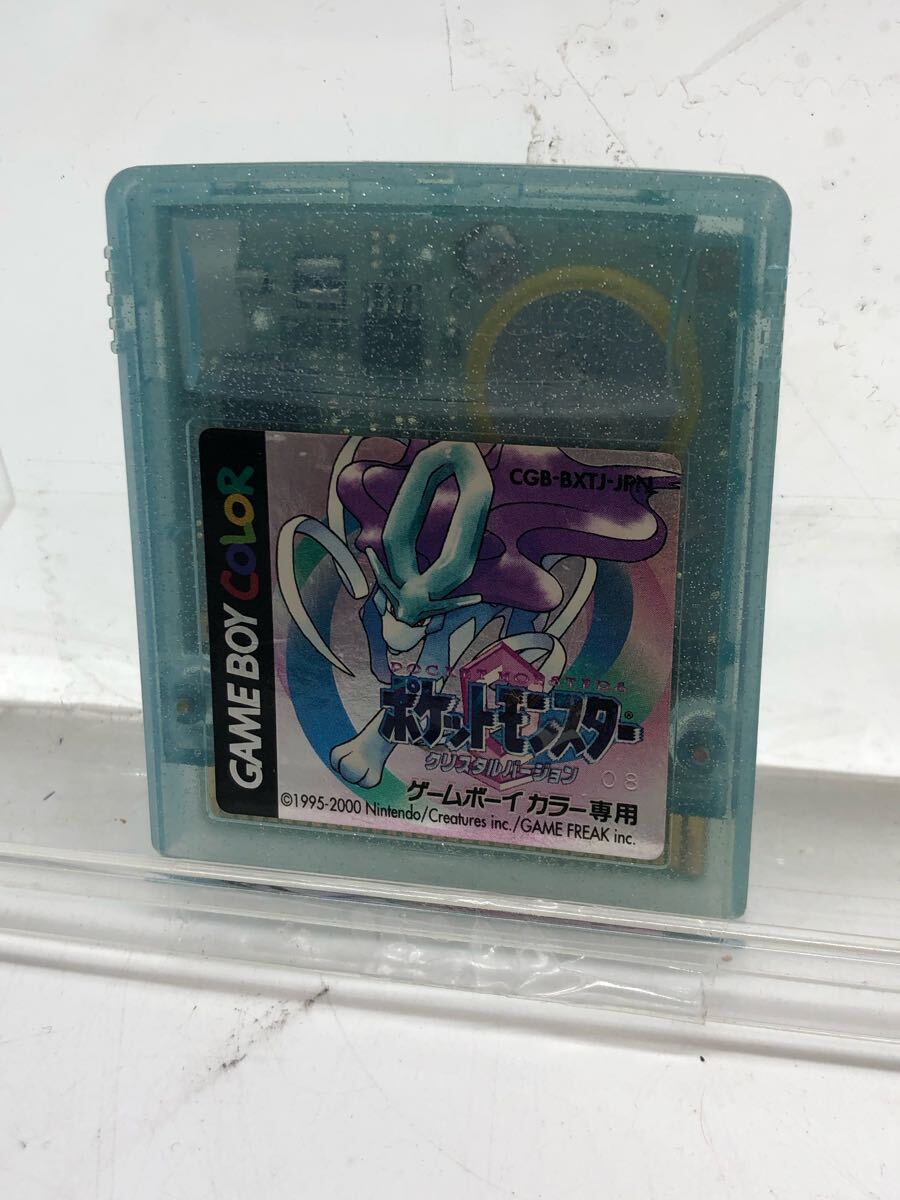 GAME BOY COLOR
CGB-BXTJ-JPN
POCKET MONSTERS
ポケットモンスター®
クリスタルバージョン
08
ゲームボーイカラー専用
©1995-2000 Nintendo/Creatures inc./GAME FREAK inc.